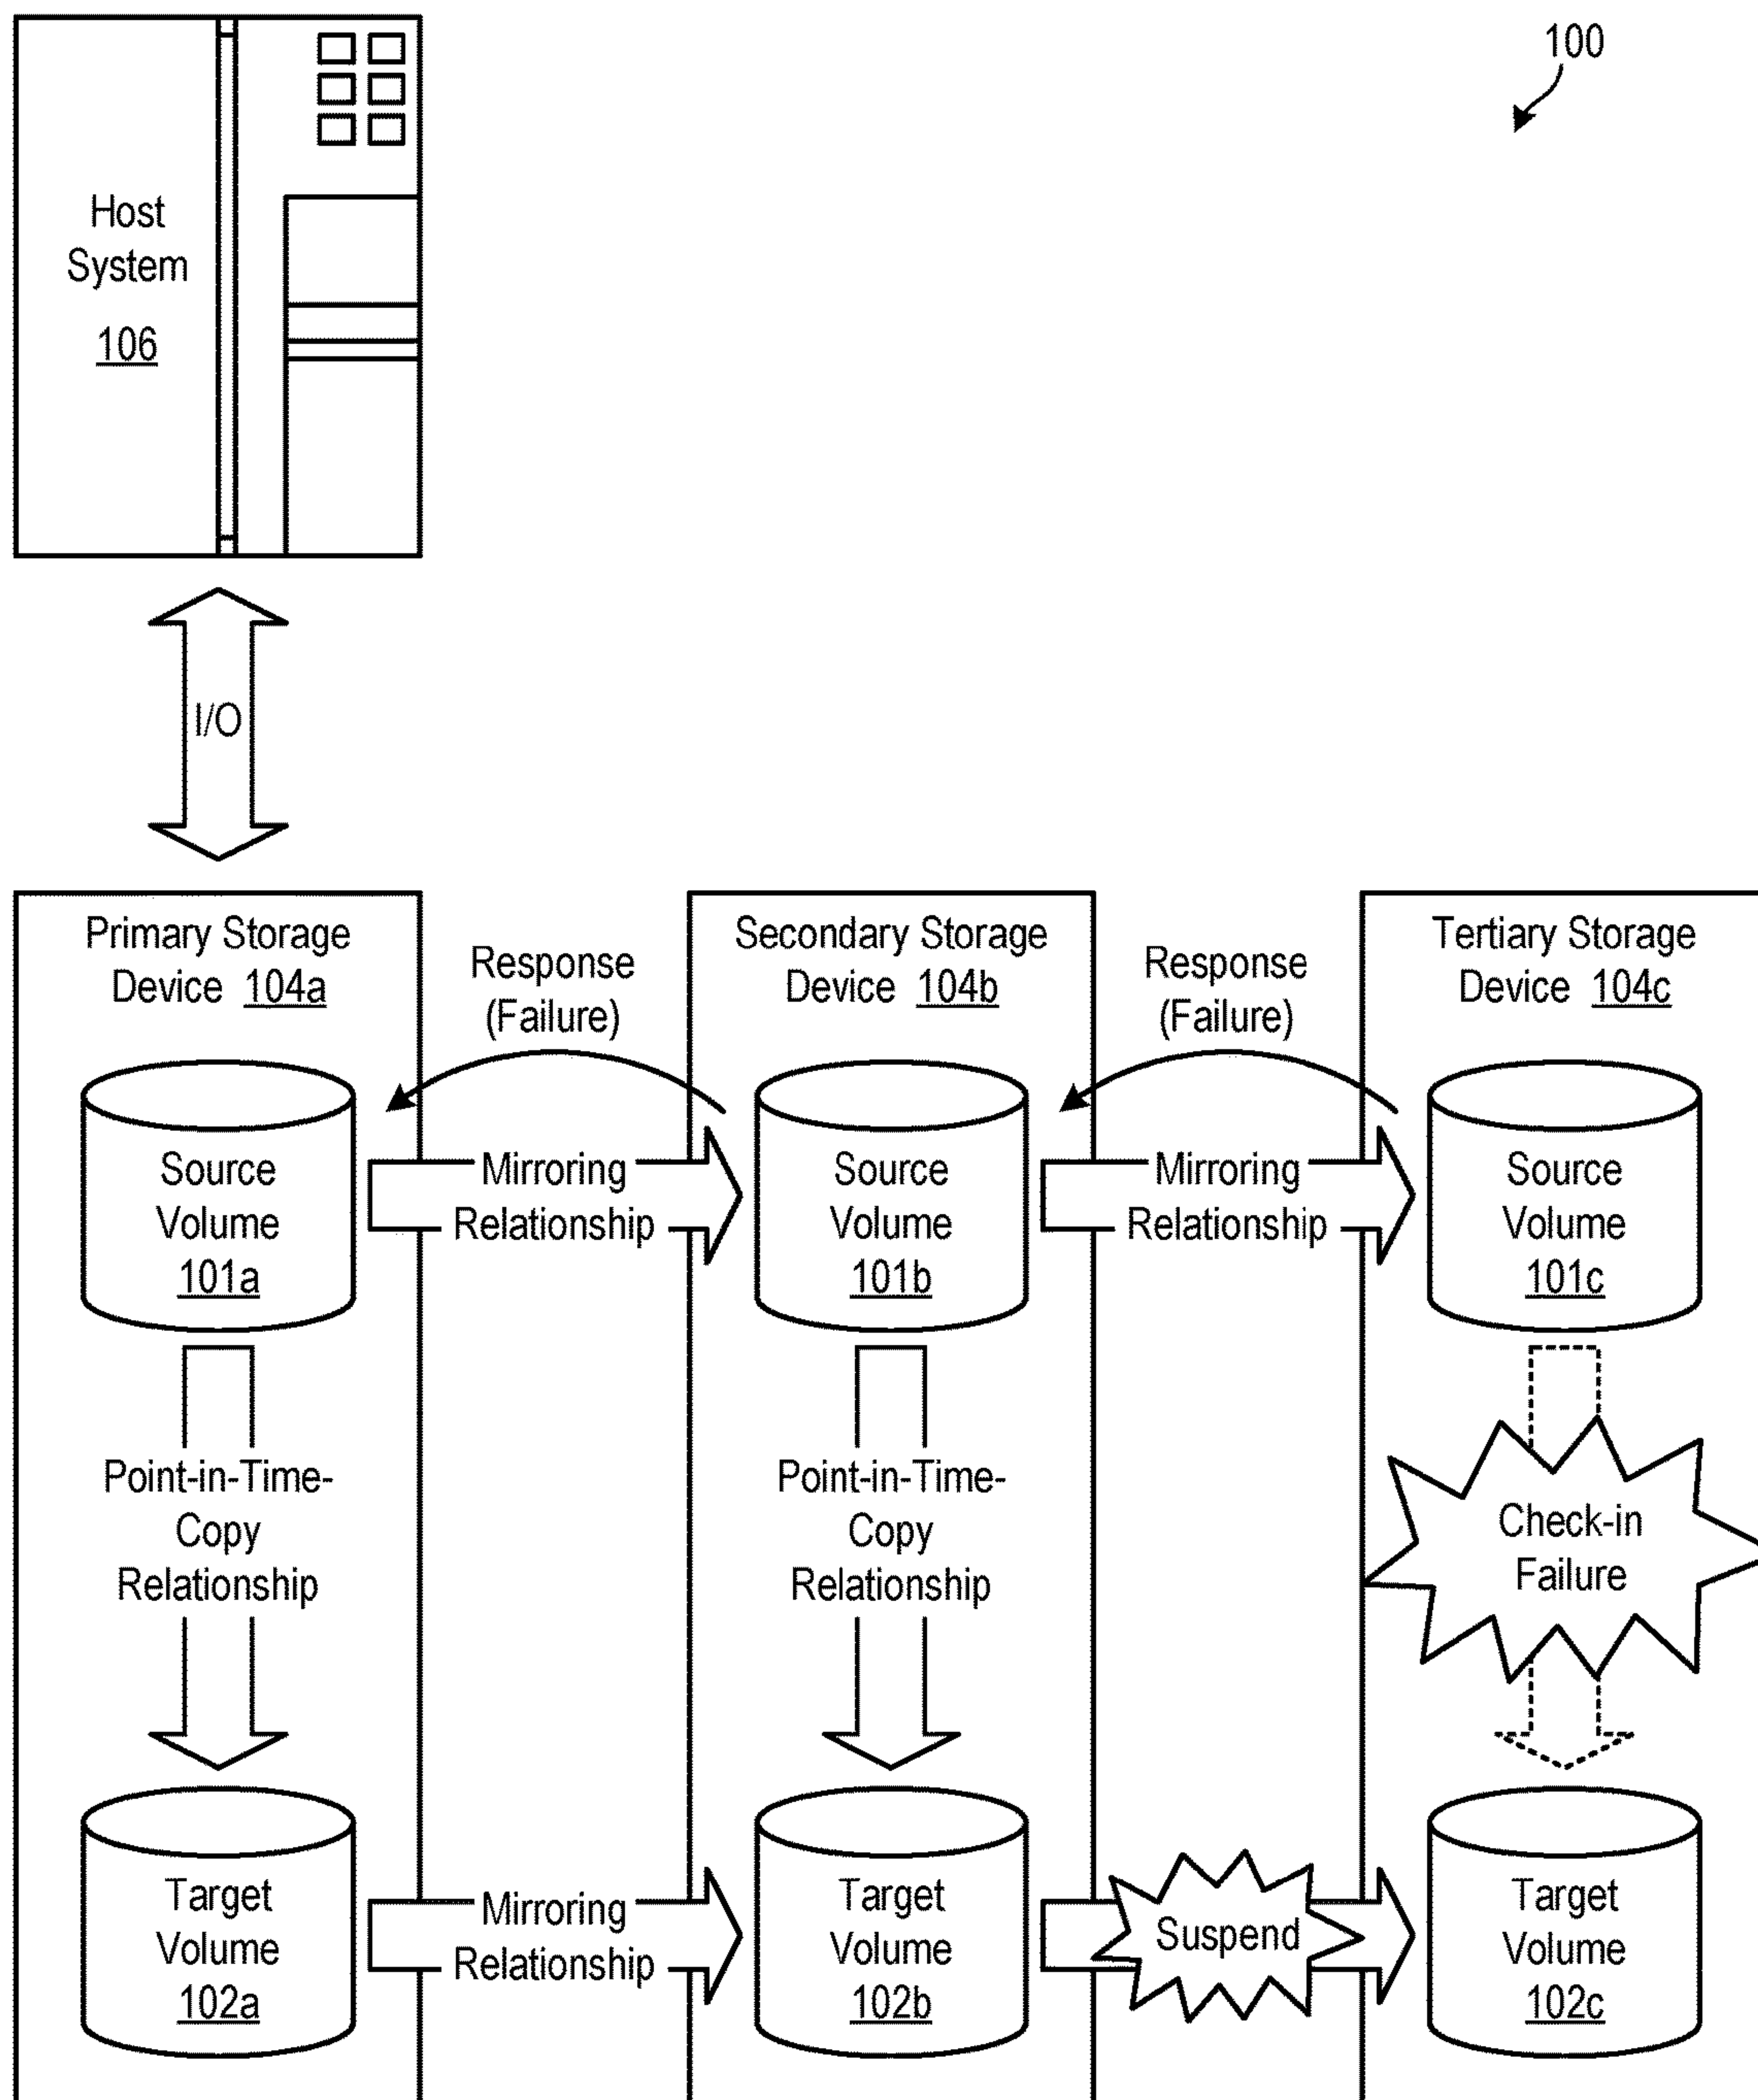 100
Host
System
106
I/O
Primary Storage
Device 104a
Response
(Failure)
Secondary Storage
Device 104b
Response
(Failure)
Tertiary Storage
Device 104c
Source
Volume
101a
Mirroring
Relationship
Source
Volume
101b
Mirroring
Relationship
Source
Volume
101c
Point-in-Time-
Copy
Relationship
Point-in-Time-
Copy
Relationship
Check-in
Failure
Target
Volume
102a
Mirroring
Relationship
Target
Volume
102b
Suspend
Target
Volume
102c